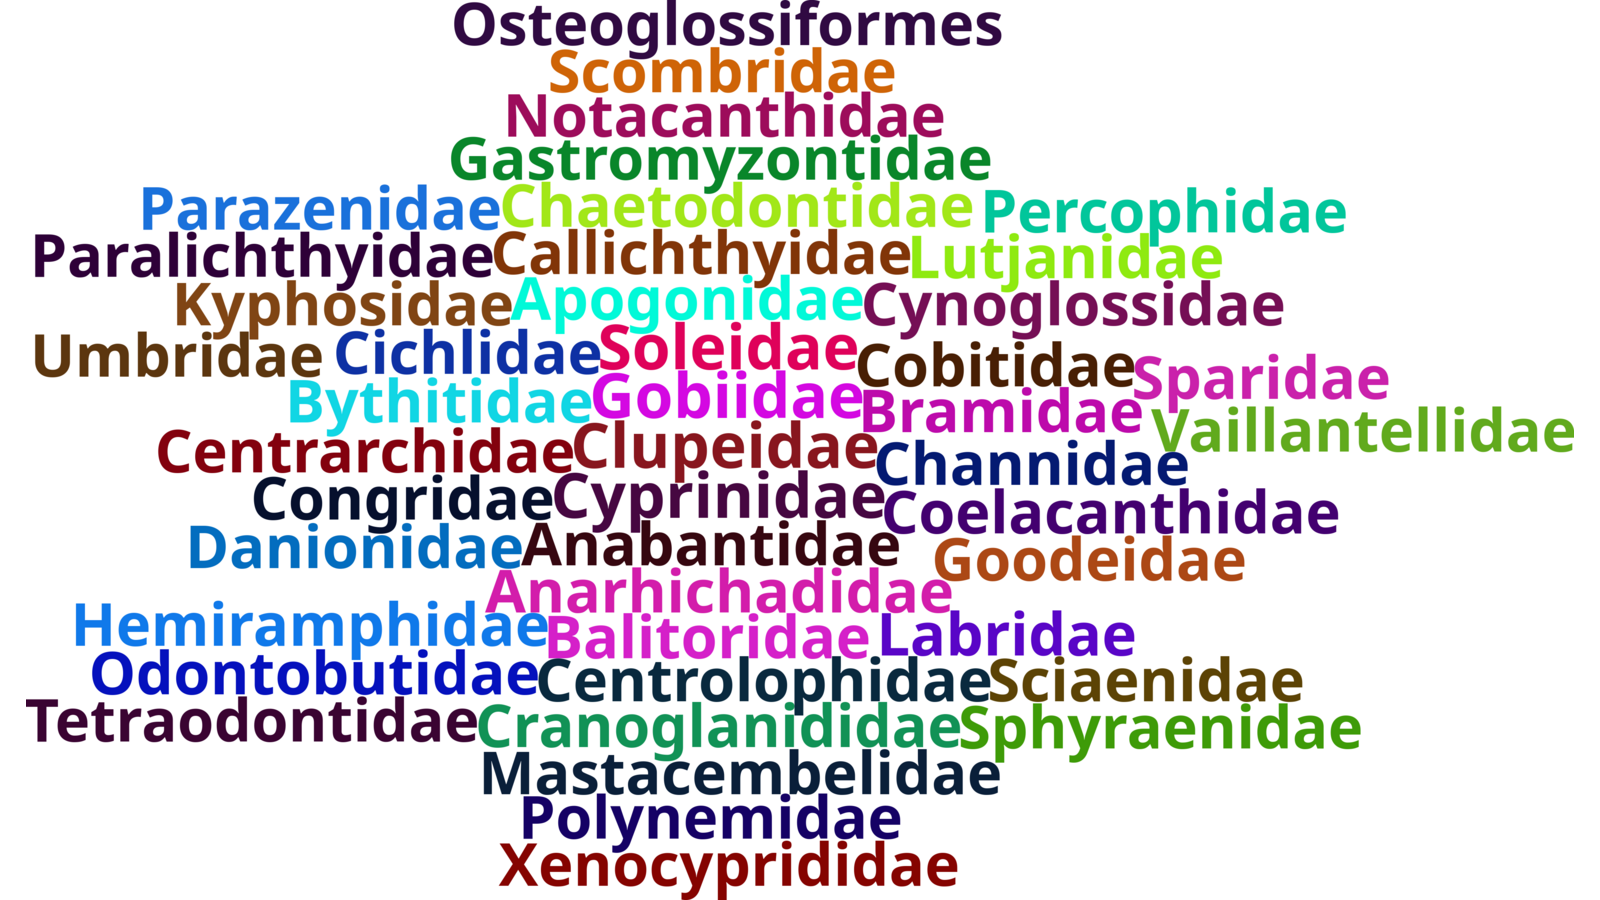 Osteoglossiformes
Scombridae
Notacanthidae
Gastromyzontidae
Parazenidae Chaetodontidae Percophidae
Paralichthyidae Callichthyidae Lutjanidae
Kyphosidae Apogonidae Cynoglossidae
Umbridae Cichlidae Soleidae Cobitidae Sparidae
Bythitidae Gobiidae Bramidae Vaillantellidae
Centrarchidae Clupeidae Channidae
Congridae Cyprinidae Coelacanthidae
Danionidae Anabantidae Goodeidae
Anarhichadidae
Hemiramphidae Balitoridae Labridae
Odontobutidae Centrolophidae Sciaenidae
Tetraodontidae Cranoglanididae Sphyraenidae
Mastacembelidae
Polynemidae
Xenocyprididae